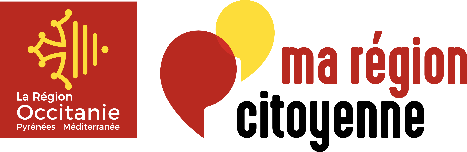 La Région
Occitanie
Pyrénées Méditerranée
ma région
citoyenne